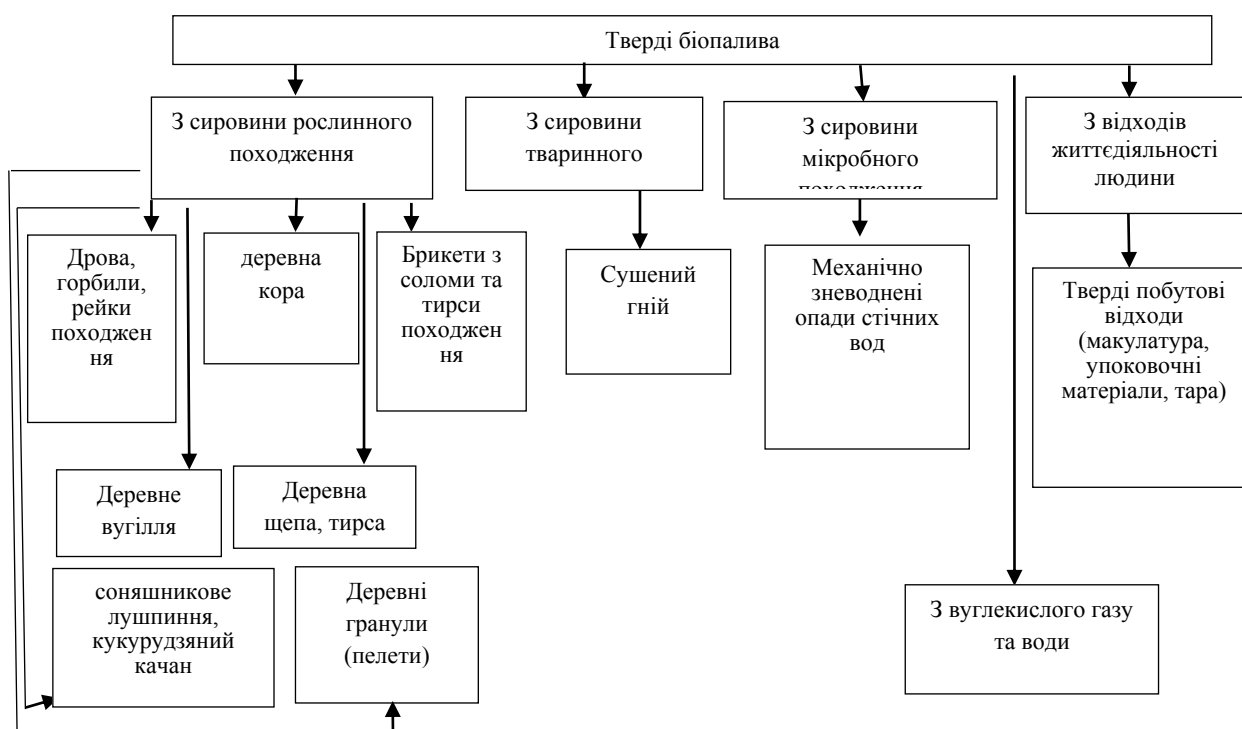 Тверді біопалива
З сировини рослинного
походження
З сировини
тваринного
З сировини
мікробного
походження
З відходів
життєдіяльності
людини
Дрова,
горбили,
рейки
походжен
ня
деревна
кора
Брикети з
соломи та
тирси
походжен
ня
Сушений
гній
Механічно
зневоднені
опади стічних
вод
Тверді побутові
відходи
(макулатура,
упоковочні
матеріали, тара)
Деревне
вугілля
Деревна
щепа, тирса
соняшникове
лушпиння,
кукурудзяний
качан
Деревні
гранули
(пелети)
З вуглекислого газу
та води